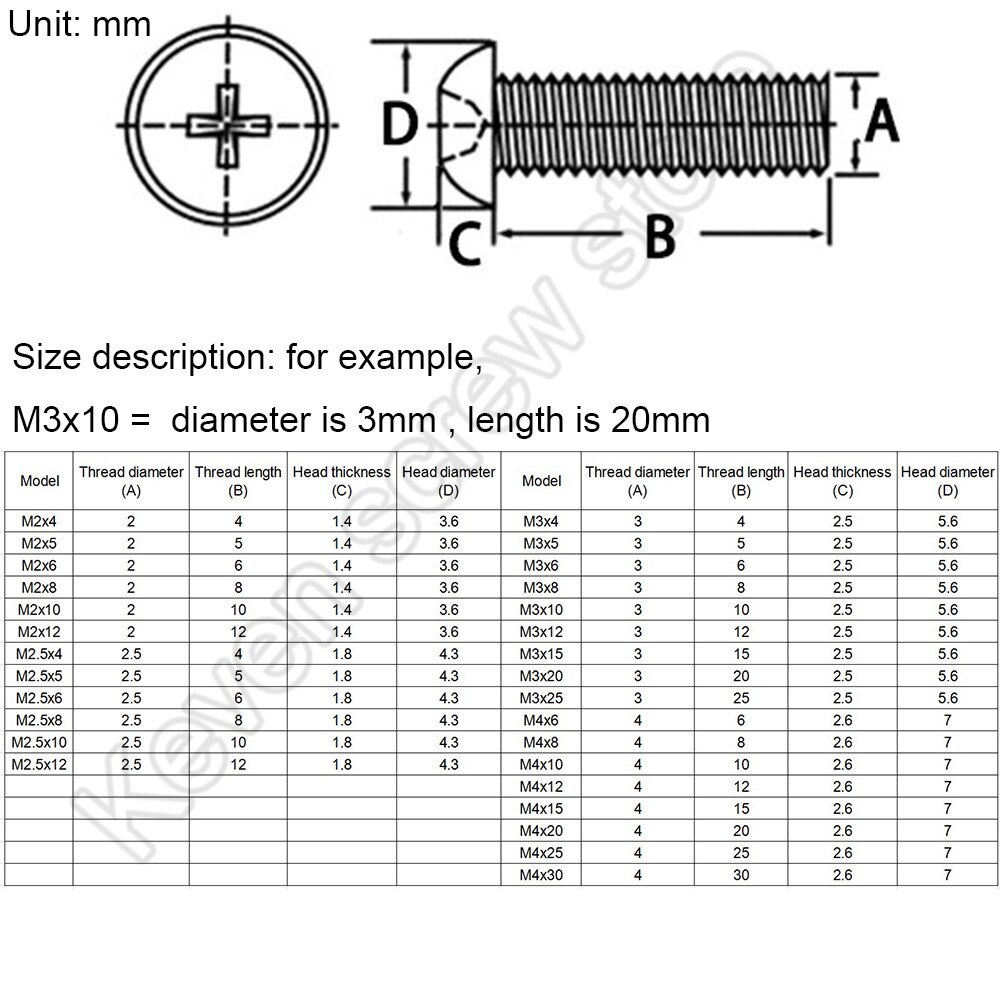 Unit: mm
D
A
C
B
Size description: for example,
M3x10 = diameter is 3mm , length is 20mm
Model Thread diameter (A) Thread length (B) Head thickness (C) Head diameter (D) Model Thread diameter (A) Thread length (B) Head thickness (C) Head diameter (D)
M2x4 2 4 1.4 3.6 M3x4 3 4 2.5 5.6
M2x5 2 5 1.4 3.6 M3x5 3 5 2.5 5.6
M2x6 2 6 1.4 3.6 M3x6 3 6 2.5 5.6
M2x8 2 8 1.4 3.6 M3x8 3 8 2.5 5.6
M2x10 2 10 1.4 3.6 M3x10 3 10 2.5 5.6
M2x12 2 12 1.4 3.6 M3x12 3 12 2.5 5.6
M2.5x4 2.5 4 1.8 4.3 M3x15 3 15 2.5 5.6
M2.5x5 2.5 5 1.8 4.3 M3x20 3 20 2.5 5.6
M2.5x6 2.5 6 1.8 4.3 M3x25 3 25 2.5 5.6
M2.5x8 2.5 8 1.8 4.3 M4x6 4 6 2.6 7
M2.5x10 2.5 10 1.8 4.3 M4x8 4 8 2.6 7
M2.5x12 2.5 12 1.8 4.3 M4x10 4 10 2.6 7
M4x12 4 12 2.6 7
M4x15 4 15 2.6 7
M4x20 4 20 2.6 7
M4x25 4 25 2.6 7
M4x30 4 30 2.6 7
Keven screw store